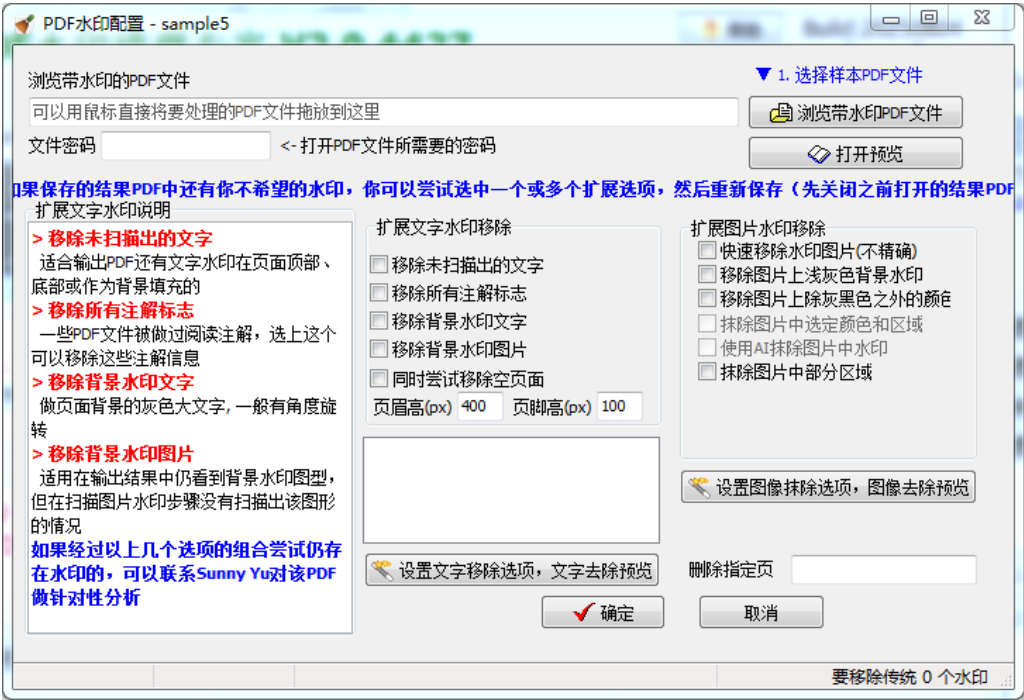 PDF水印配置 - sample5
浏览带水印的PDF文件
▼ 1. 选择样本PDF文件
可以用鼠标直接将要处理的PDF文件拖放到这里
浏览带水印PDF文件
文件密码
<- 打开PDF文件所需要的密码
打开预览
如果保存的结果PDF中还有你不希望的水印，你可以尝试选中一个或多个扩展选项，然后重新保存（先关闭之前打开的结果PDF
扩展文字水印说明
> 移除未扫描出的文字
适合输出PDF还有文字水印在页面顶部、
底部或作为背景填充的
> 移除所有注解标志
一些PDF文件被做过阅读注解，选上这个
可以移除这些注解信息
> 移除背景水印文字
做页面背景的灰色大文字, 一般有角度旋
转
> 移除背景水印图片
适用在输出结果中仍看到背景水印图型，
但在扫描图片水印步骤没有扫描出该图形
的情况
如果经过以上几个选项的组合尝试仍存
在水印的，可以联系Sunny Yu对该PDF
做针对性分析
扩展文字水印移除
移除未扫描出的文字
移除所有注解标志
移除背景水印文字
移除背景水印图片
同时尝试移除空页面
页眉高(px) 400 页脚高(px) 100
设置文字移除选项，文字去除预览
扩展图片水印移除
快速移除水印图片(不精确)
移除图片上浅灰色背景水印
移除图片上除灰黑色之外的颜色
抹除图片中选定颜色和区域
使用AI抹除图片中水印
抹除图片中部分区域
设置图像抹除选项，图像去除预览
删除指定页
确定
取消
要移除传统 0 个水印